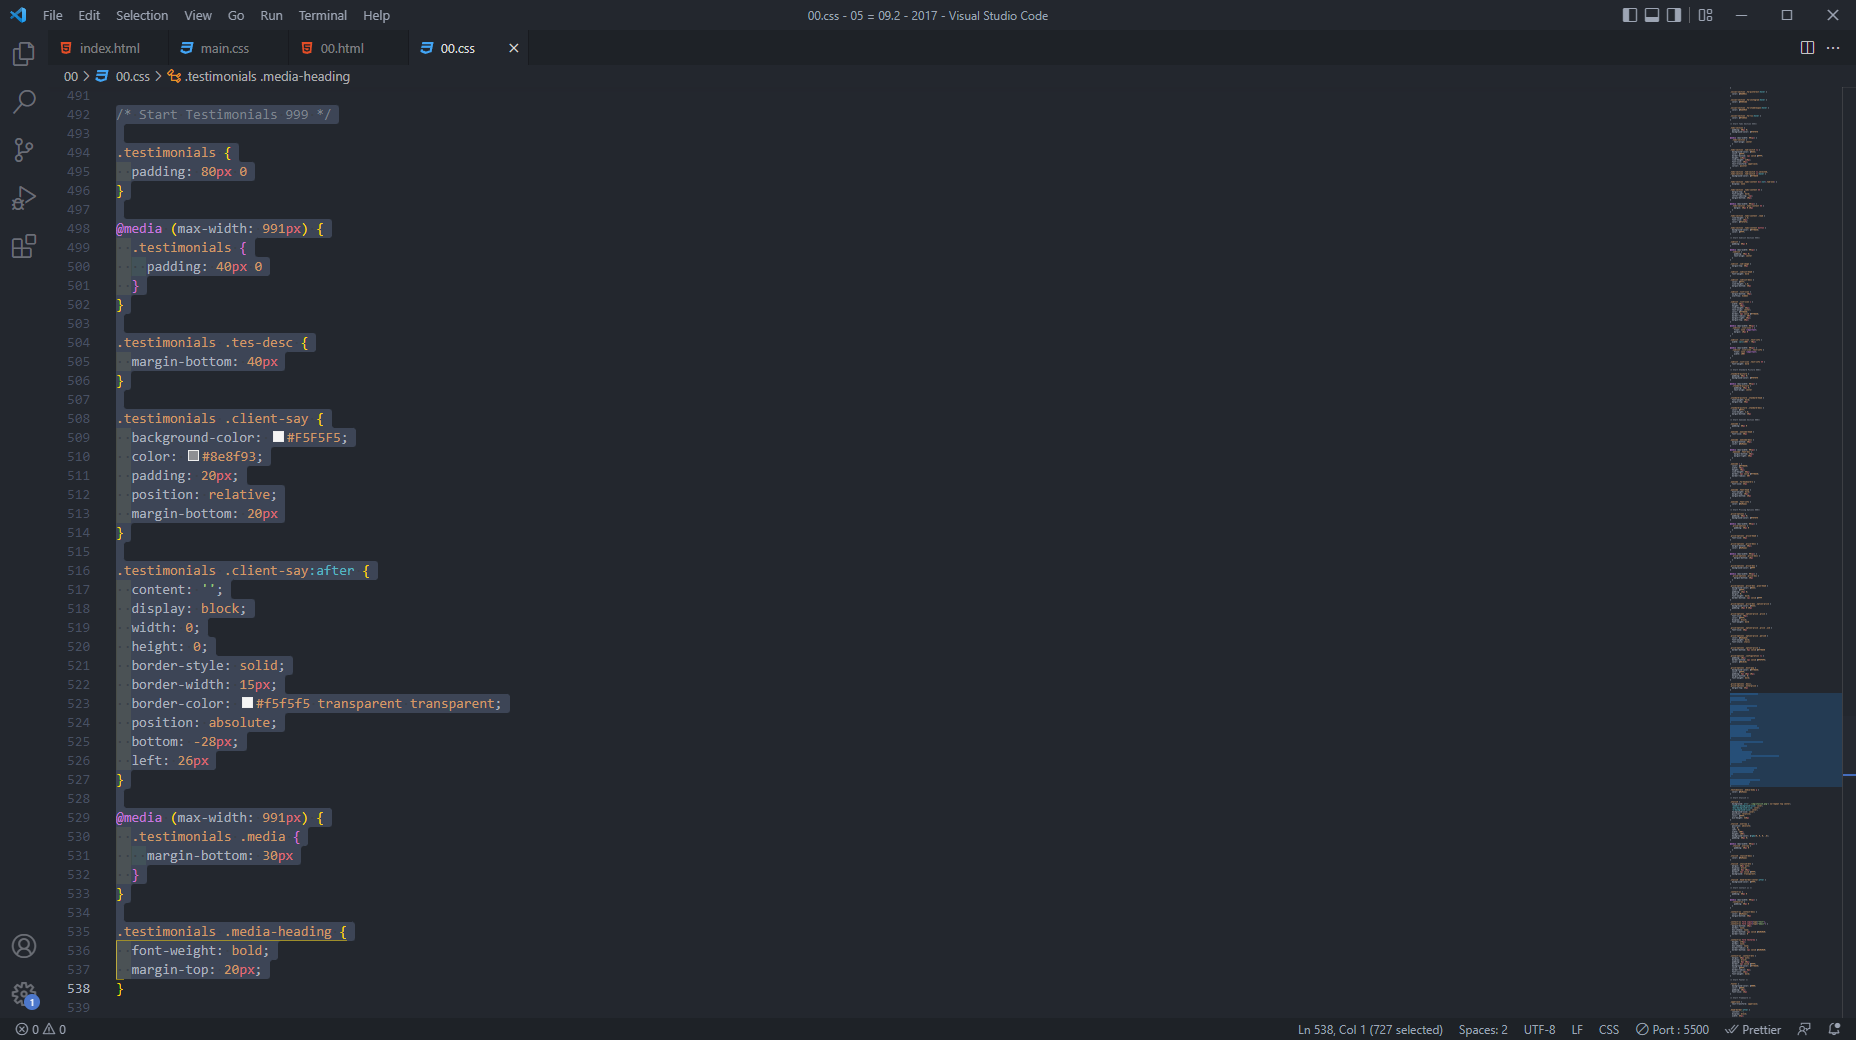 File Edit Selection View Go Run Terminal Help
00.css - 05 = 09.2 - 2017 - Visual Studio Code
index.html main.css 00.html 00.css
00 > 00.css > .testimonials .media-heading
491
492 /* Start Testimonials 999 */
493
494 .testimonials {
495 padding: 80px 0
496 }
497
498 @media (max-width: 991px) {
499 .testimonials {
500 padding: 40px 0
501 }
502 }
503
504 .testimonials .tes-desc {
505 margin-bottom: 40px
506 }
507
508 .testimonials .client-say {
509 background-color: #F5F5F5;
510 color: #8e8f93;
511 padding: 20px;
512 position: relative;
513 margin-bottom: 20px
514 }
515
516 .testimonials .client-say:after {
517 content: '';
518 display: block;
519 width: 0;
520 height: 0;
521 border-style: solid;
522 border-width: 15px;
523 border-color: #f5f5f5 transparent transparent;
524 position: absolute;
525 bottom: -28px;
526 left: 26px
527 }
528
529 @media (max-width: 991px) {
530 .testimonials .media {
531 margin-bottom: 30px
532 }
533 }
534
535 .testimonials .media-heading {
536 font-weight: bold;
537 margin-top: 20px;
538 }
539
1
0 0 Ln 538, Col 1 (727 selected) Spaces: 2 UTF-8 LF CSS Port : 5500 Prettier